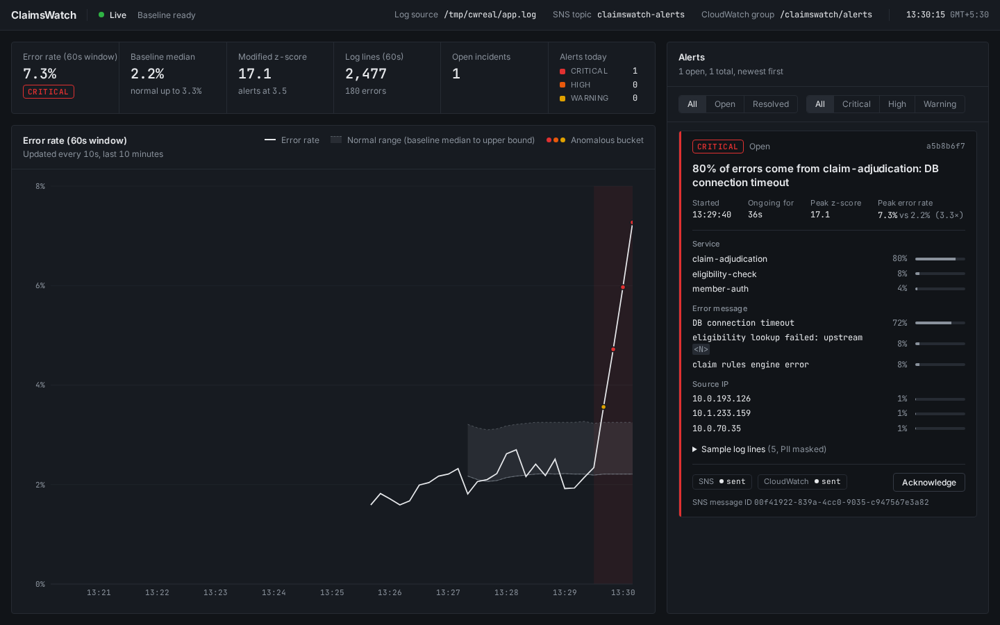 ClaimsWatch Live Baseline ready Log source /tmp/cwreal/app.log SNS topic claimswatch-alerts CloudWatch group /claimswatch/alerts 13:30:15 GMT+5:30
Error rate (60s window)
7.3%
CRITICAL
Baseline median
2.2%
normal up to 3.3%
Modified z-score
17.1
alerts at 3.5
Log lines (60s)
2,477
180 errors
Open incidents
1
Alerts today
CRITICAL 1
HIGH 0
WARNING 0
Error rate (60s window)
Updated every 10s, last 10 minutes
Error rate Normal range (baseline median to upper bound) Anomalous bucket
8%
6%
4%
2%
0%
13:21 13:22 13:23 13:24 13:25 13:26 13:27 13:28 13:29 13:30
Alerts
1 open, 1 total, newest first
All Open Resolved All Critical High Warning
CRITICAL Open a5b8b6f7
80% of errors come from claim-adjudication: DB
connection timeout
Started Ongoing for Peak z-score Peak error rate
13:29:40 36s 17.1 7.3% vs 2.2% (3.3×)
Service
claim-adjudication 80%
eligibility-check 8%
member-auth 4%
Error message
DB connection timeout 72%
eligibility lookup failed: upstream
<N> 8%
claim rules engine error 8%
Source IP
10.0.193.126 1%
10.1.233.159 1%
10.0.70.35 1%
Sample log lines (5, PII masked)
SNS sent CloudWatch sent Acknowledge
SNS message ID 00f41922-839a-4cc0-9035-c947567e3a82